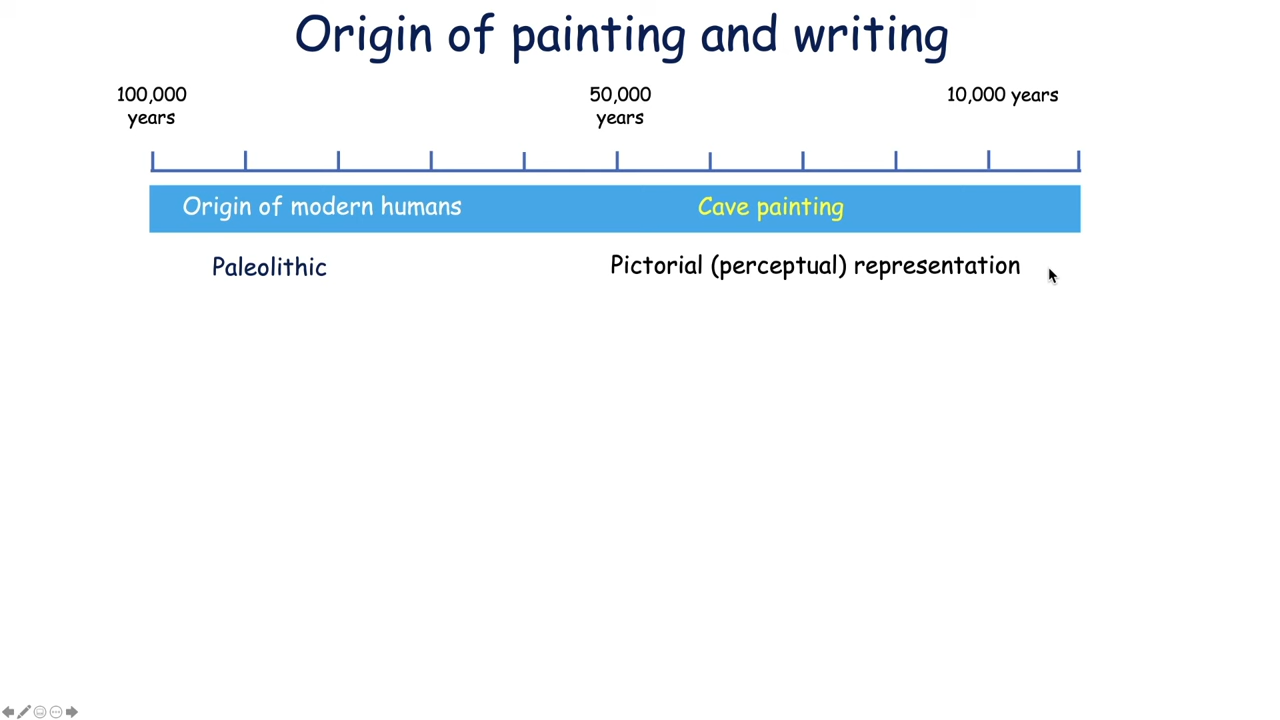 Origin of painting and writing
100,000
years
50,000
years
10,000 years
Origin of modern humans
Cave painting
Paleolithic
Pictorial (perceptual) representation